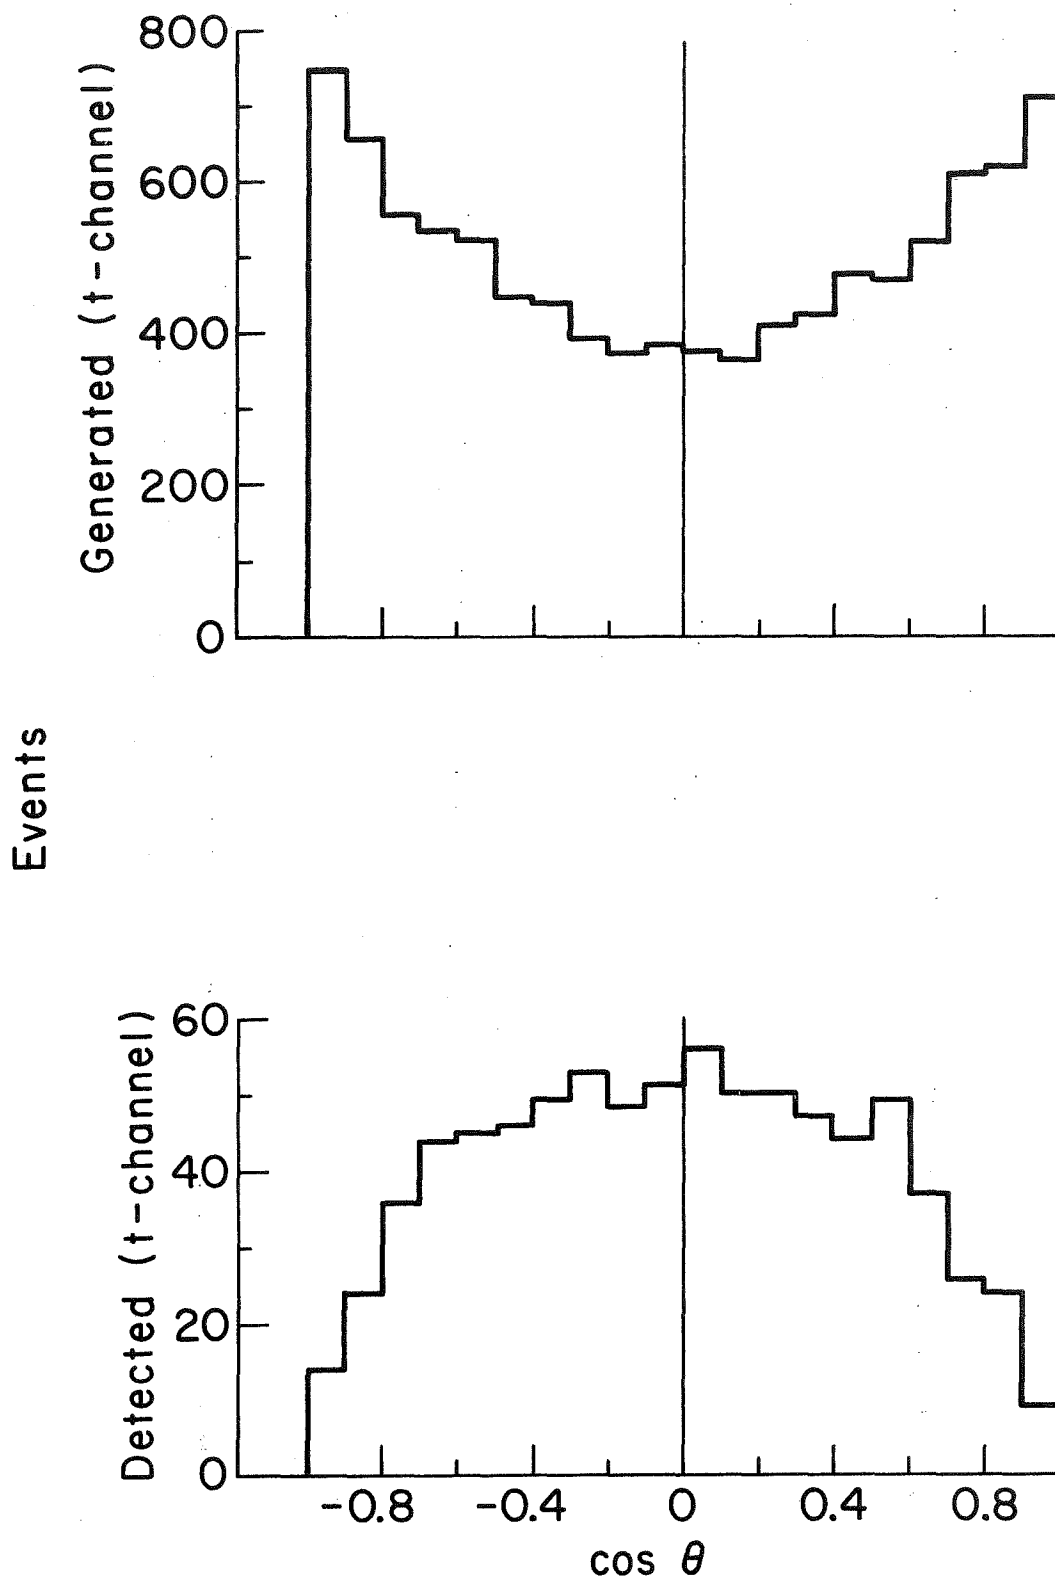 Events
Generated (t-channel)
800
600
400
200
0
Detected (t-channel)
60
40
20
0
-0.8 -0.4 0 0.4 0.8
cos θ